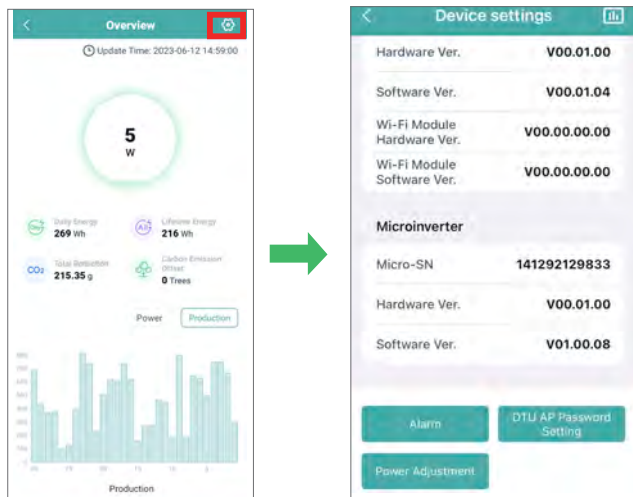 Overview
Update Time: 2023-06-12 14:59:00
5
W
Daily Energy
269 Wh
Lifetime Energy
216 Wh
CO₂
Total Reduction
215.35 g
Carbon Emission
Offset
0 Trees
Power
Production
Production
Device settings
Hardware Ver.
V00.01.00
Software Ver.
V00.01.04
Wi-Fi Module
Hardware Ver.
V00.00.00.00
Wi-Fi Module
Software Ver.
V00.00.00.00
Microinverter
Micro-SN
141292129833
Hardware Ver.
V00.01.00
Software Ver.
V01.00.08
Alarm
DTU AP Password
Setting
Power Adjustment